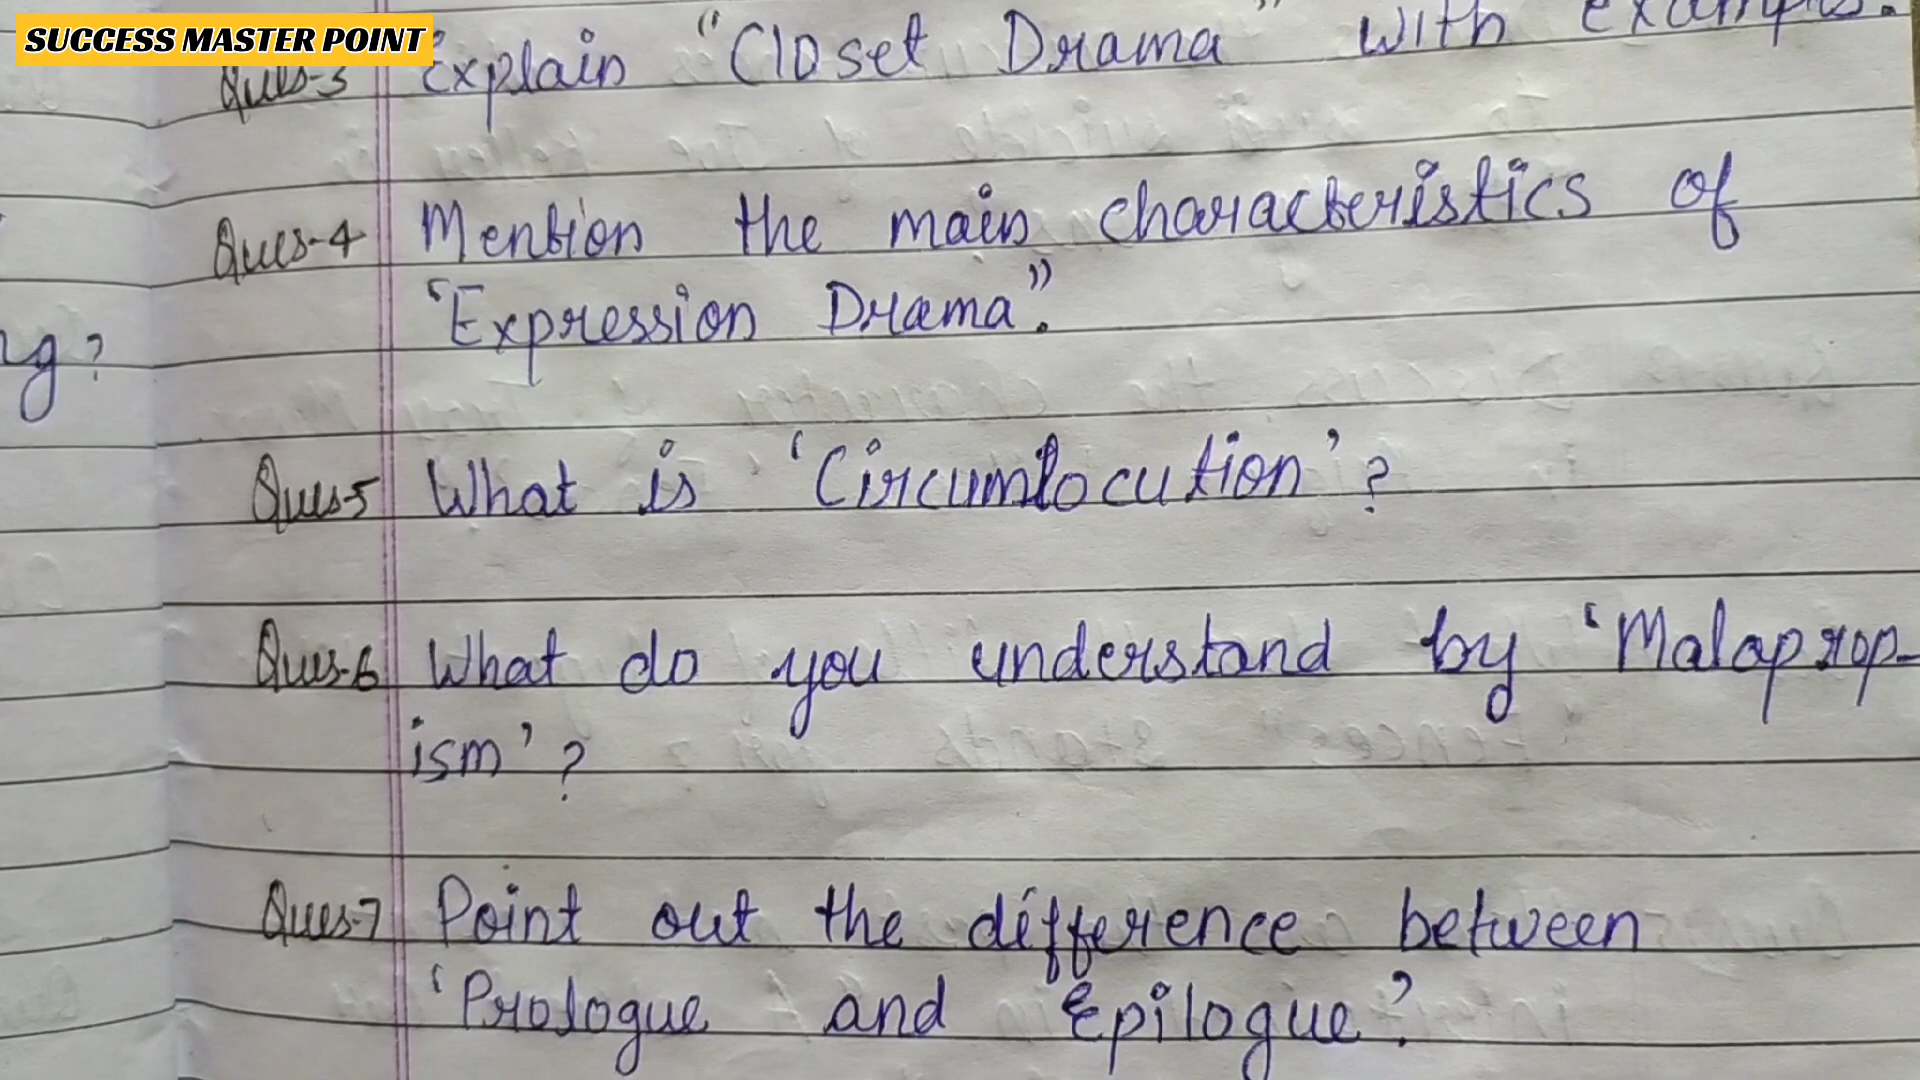 SUCCESS MASTER POINT
Ques-3 Explain "Closet Drama" with example.
Ques-4 Mention the main characteristics of
"Expression Drama".
Ques-5 What is 'Circumlocution'?
g?
Ques-6 What do you understand by 'Malaprop-
ism'?
Ques-7 Point out the difference between
'Prologue and Epilogue'?